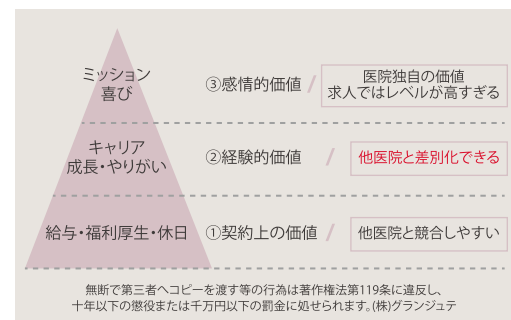 ミッション
喜び
③感情的価値 /
医院独自の価値
求人ではレベルが高すぎる
キャリア
成長・やりがい
②経験的価値 /
他医院と差別化できる
給与・福利厚生・休日
①契約上の価値 /
他医院と競合しやすい
無断で第三者へコピーを渡す等の行為は著作権法第119条に違反し、
十年以下の懲役または千万円以下の罰金に処せられます。(株)グランジュテ